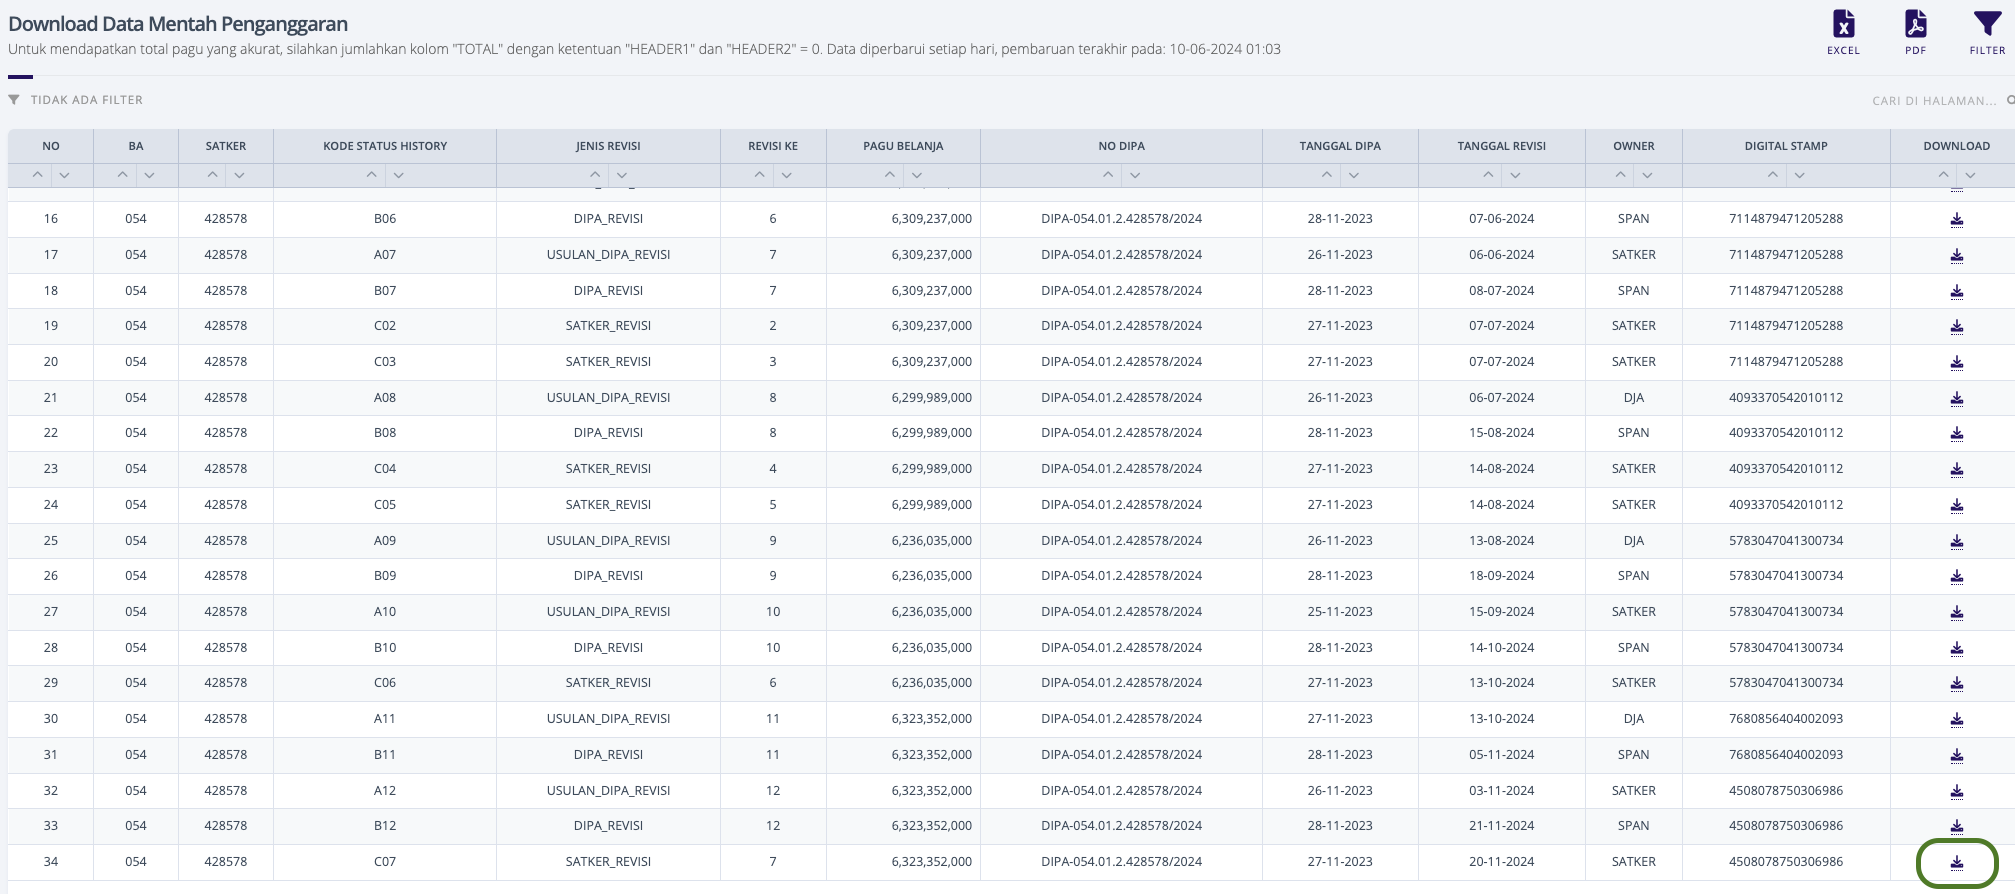 Download Data Mentah Penganggaran
Untuk mendapatkan total pagu yang akurat, silahkan jumlahkan kolom "TOTAL" dengan ketentuan "HEADER1" dan "HEADER2" = 0. Data diperbarui setiap hari, pembaruan terakhir pada: 10-06-2024 01:03
EXCEL PDF FILTER
TIDAK ADA FILTER CARI DI HALAMAN...
NO BA SATKER KODE STATUS HISTORY JENIS REVISI REVISI KE PAGU BELANJA NO DIPA TANGGAL DIPA TANGGAL REVISI OWNER DIGITAL STAMP DOWNLOAD
16 054 428578 B06 DIPA_REVISI 6 6,309,237,000 DIPA-054.01.2.428578/2024 28-11-2023 07-06-2024 SPAN 7114879471205288
17 054 428578 A07 USULAN_DIPA_REVISI 7 6,309,237,000 DIPA-054.01.2.428578/2024 26-11-2023 06-06-2024 SATKER 7114879471205288
18 054 428578 B07 DIPA_REVISI 7 6,309,237,000 DIPA-054.01.2.428578/2024 28-11-2023 08-07-2024 SPAN 7114879471205288
19 054 428578 C02 SATKER_REVISI 2 6,309,237,000 DIPA-054.01.2.428578/2024 27-11-2023 07-07-2024 SATKER 7114879471205288
20 054 428578 C03 SATKER_REVISI 3 6,309,237,000 DIPA-054.01.2.428578/2024 27-11-2023 07-07-2024 SATKER 7114879471205288
21 054 428578 A08 USULAN_DIPA_REVISI 8 6,299,989,000 DIPA-054.01.2.428578/2024 26-11-2023 06-07-2024 DJA 4093370542010112
22 054 428578 B08 DIPA_REVISI 8 6,299,989,000 DIPA-054.01.2.428578/2024 28-11-2023 15-08-2024 SPAN 4093370542010112
23 054 428578 C04 SATKER_REVISI 4 6,299,989,000 DIPA-054.01.2.428578/2024 27-11-2023 14-08-2024 SATKER 4093370542010112
24 054 428578 C05 SATKER_REVISI 5 6,299,989,000 DIPA-054.01.2.428578/2024 27-11-2023 14-08-2024 SATKER 4093370542010112
25 054 428578 A09 USULAN_DIPA_REVISI 9 6,236,035,000 DIPA-054.01.2.428578/2024 26-11-2023 13-08-2024 DJA 5783047041300734
26 054 428578 B09 DIPA_REVISI 9 6,236,035,000 DIPA-054.01.2.428578/2024 28-11-2023 18-09-2024 SPAN 5783047041300734
27 054 428578 A10 USULAN_DIPA_REVISI 10 6,236,035,000 DIPA-054.01.2.428578/2024 25-11-2023 15-09-2024 SATKER 5783047041300734
28 054 428578 B10 DIPA_REVISI 10 6,236,035,000 DIPA-054.01.2.428578/2024 28-11-2023 14-10-2024 SPAN 5783047041300734
29 054 428578 C06 SATKER_REVISI 6 6,236,035,000 DIPA-054.01.2.428578/2024 27-11-2023 13-10-2024 SATKER 5783047041300734
30 054 428578 A11 USULAN_DIPA_REVISI 11 6,323,352,000 DIPA-054.01.2.428578/2024 27-11-2023 13-10-2024 DJA 7680856404002093
31 054 428578 B11 DIPA_REVISI 11 6,323,352,000 DIPA-054.01.2.428578/2024 28-11-2023 05-11-2024 SPAN 7680856404002093
32 054 428578 A12 USULAN_DIPA_REVISI 12 6,323,352,000 DIPA-054.01.2.428578/2024 26-11-2023 03-11-2024 SATKER 4508078750306986
33 054 428578 B12 DIPA_REVISI 12 6,323,352,000 DIPA-054.01.2.428578/2024 28-11-2023 21-11-2024 SPAN 4508078750306986
34 054 428578 C07 SATKER_REVISI 7 6,323,352,000 DIPA-054.01.2.428578/2024 27-11-2023 20-11-2024 SATKER 4508078750306986